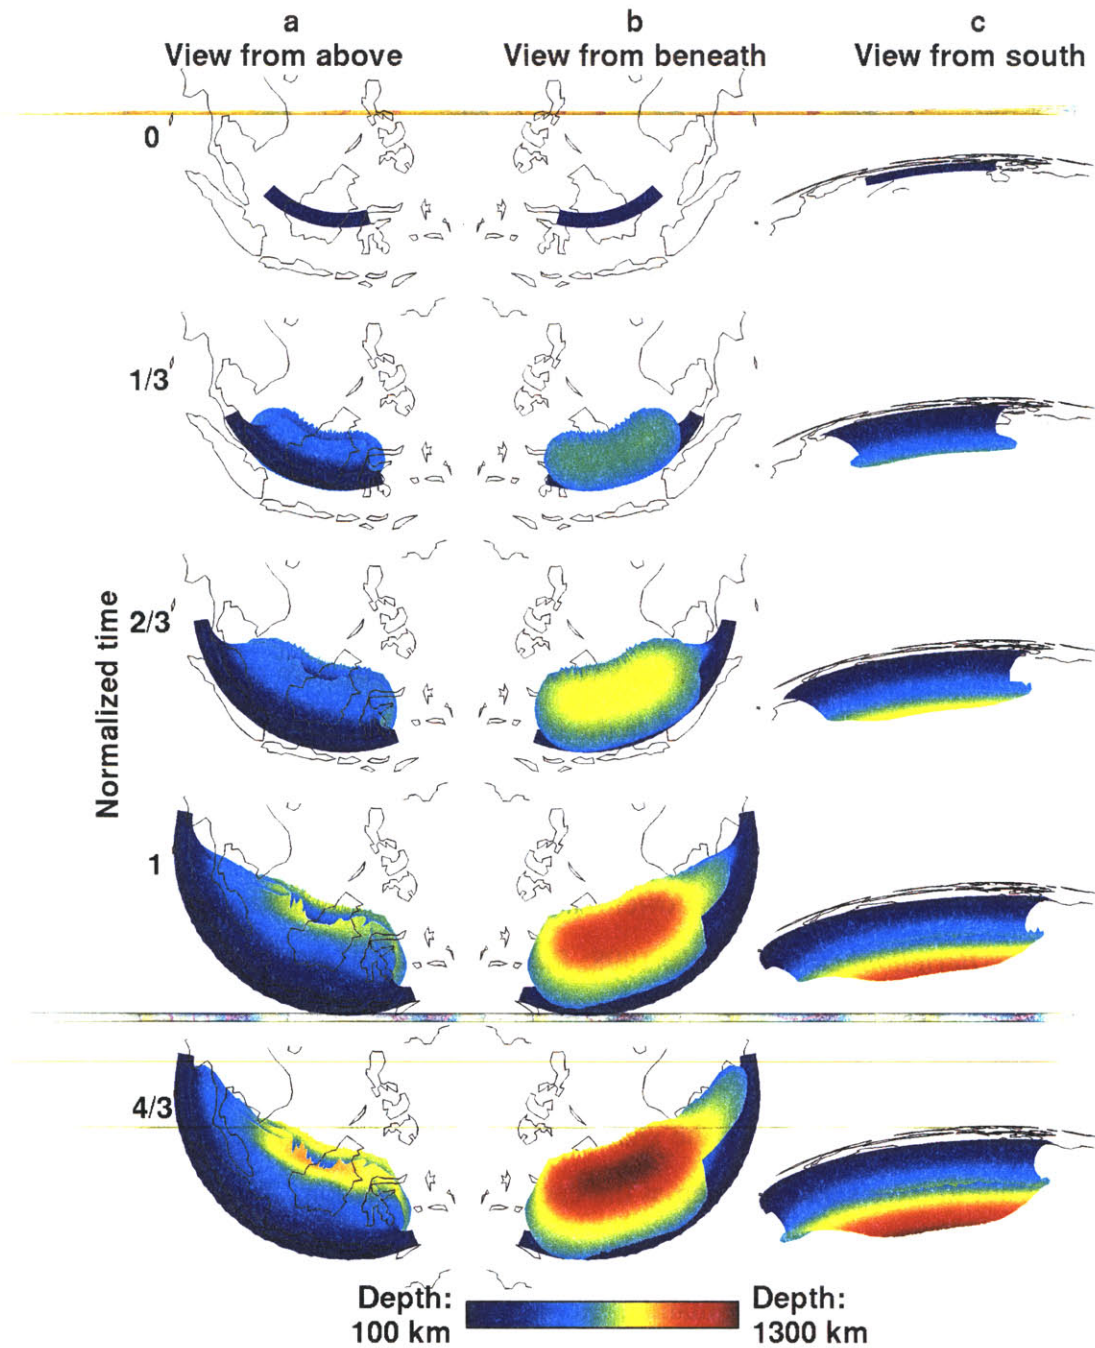 a
View from above
b
View from beneath
c
View from south
0
1/3
2/3
1
4/3
Normalized time
Depth:
100 km
Depth:
1300 km